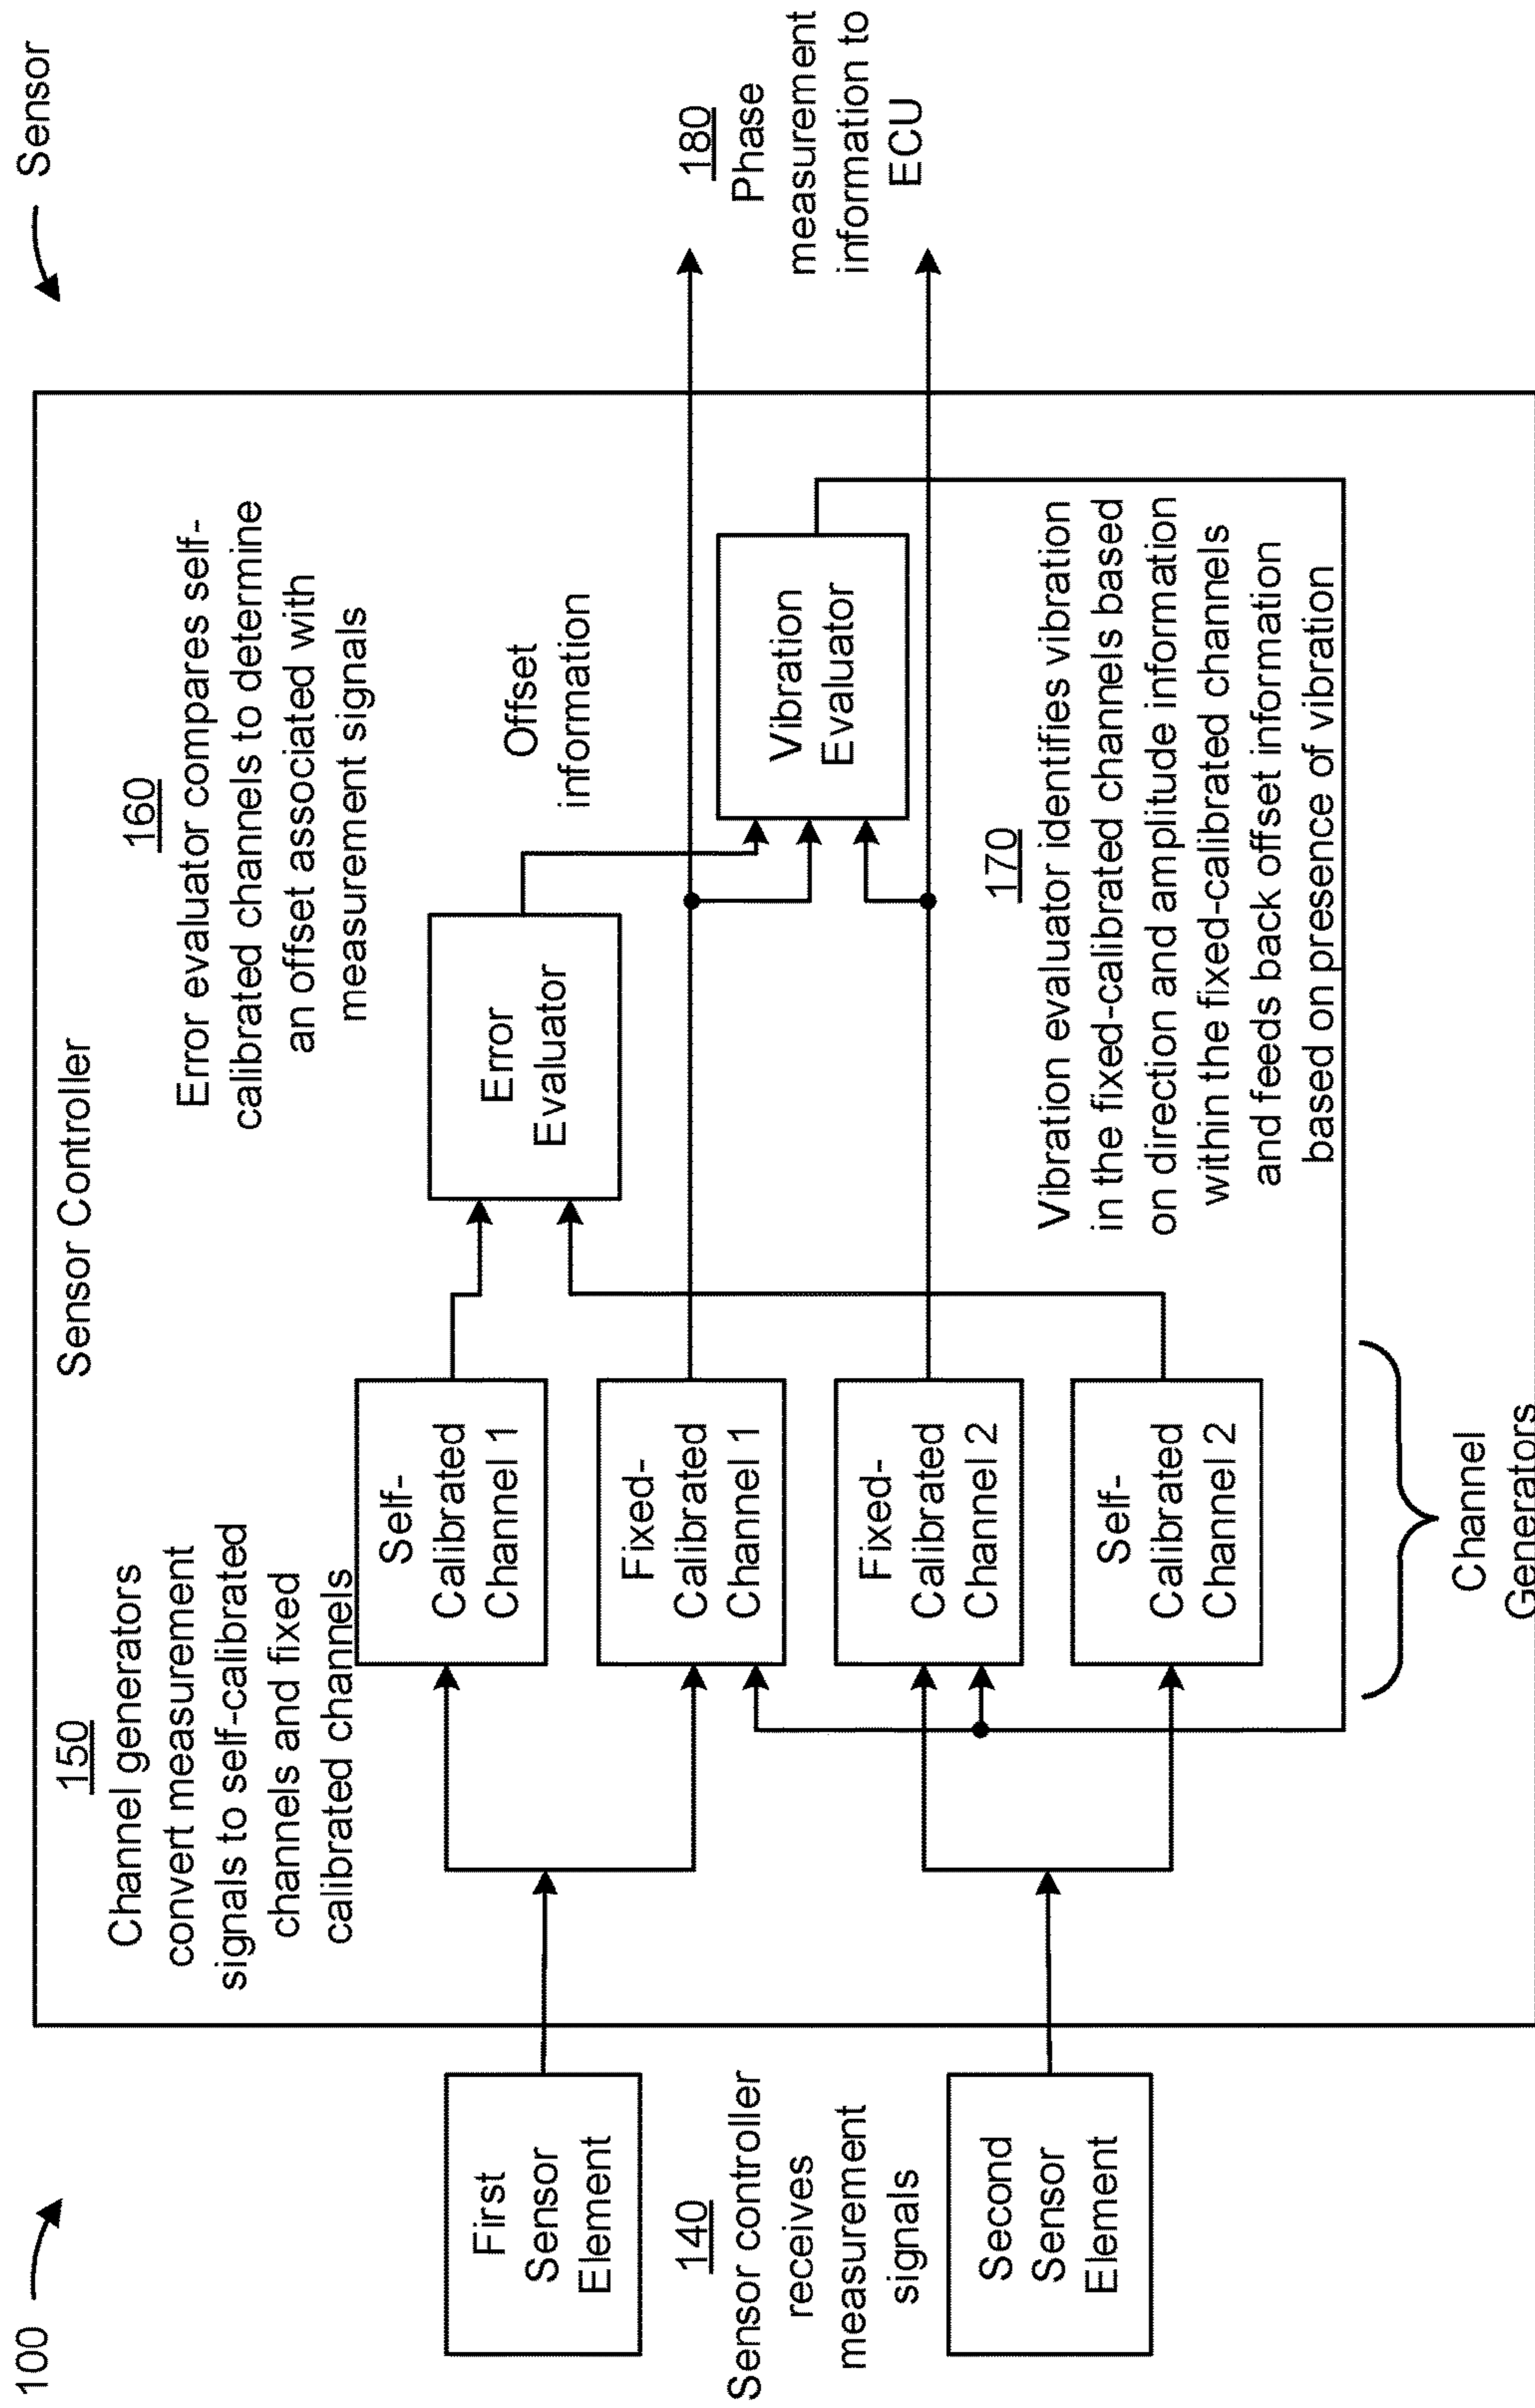 100
Sensor
Sensor Controller
150
Channel generators
convert measurement
signals to self-calibrated
channels and fixed
calibrated channels
160
Error evaluator compares self-
calibrated channels to determine
an offset associated with
measurement signals
First
Sensor
Element
140
Sensor controller
receives
measurement
signals
Second
Sensor
Element
Self-
Calibrated
Channel 1
Fixed-
Calibrated
Channel 1
Fixed-
Calibrated
Channel 2
Self-
Calibrated
Channel 2
Error
Evaluator
Offset
information
Vibration
Evaluator
170
Vibration evaluator identifies vibration
in the fixed-calibrated channels based
on direction and amplitude information
within the fixed-calibrated channels
and feeds back offset information
based on presence of vibration
180
Phase
measurement
information to
ECU
Channel
Generators